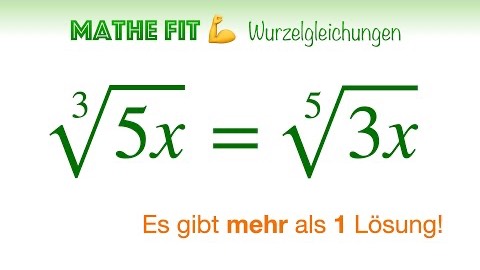 MATHE FIT 💪 Wurzelgleichungen
∛5x = ⁵√3x
Es gibt mehr als 1 Lösung!